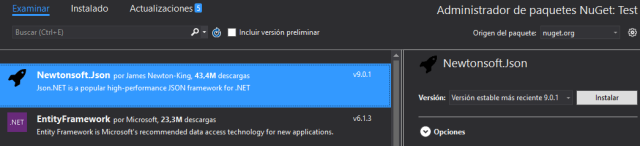 Examinar Instalado Actualizaciones 5
Administrador de paquetes NuGet: Test
Buscar (Ctrl+E) Incluir versión preliminar
Origen del paquete: nuget.org
Newtonsoft.Json por James Newton-King, 43,4M descargas v9.0.1
Json.NET is a popular high-performance JSON framework for .NET
.NET EntityFramework por Microsoft, 23,3M descargas v6.1.3
Entity Framework is Microsoft's recommended data access technology for new applications.
Newtonsoft.Json
Versión: Versión estable más reciente 9.0.1 Instalar
Opciones